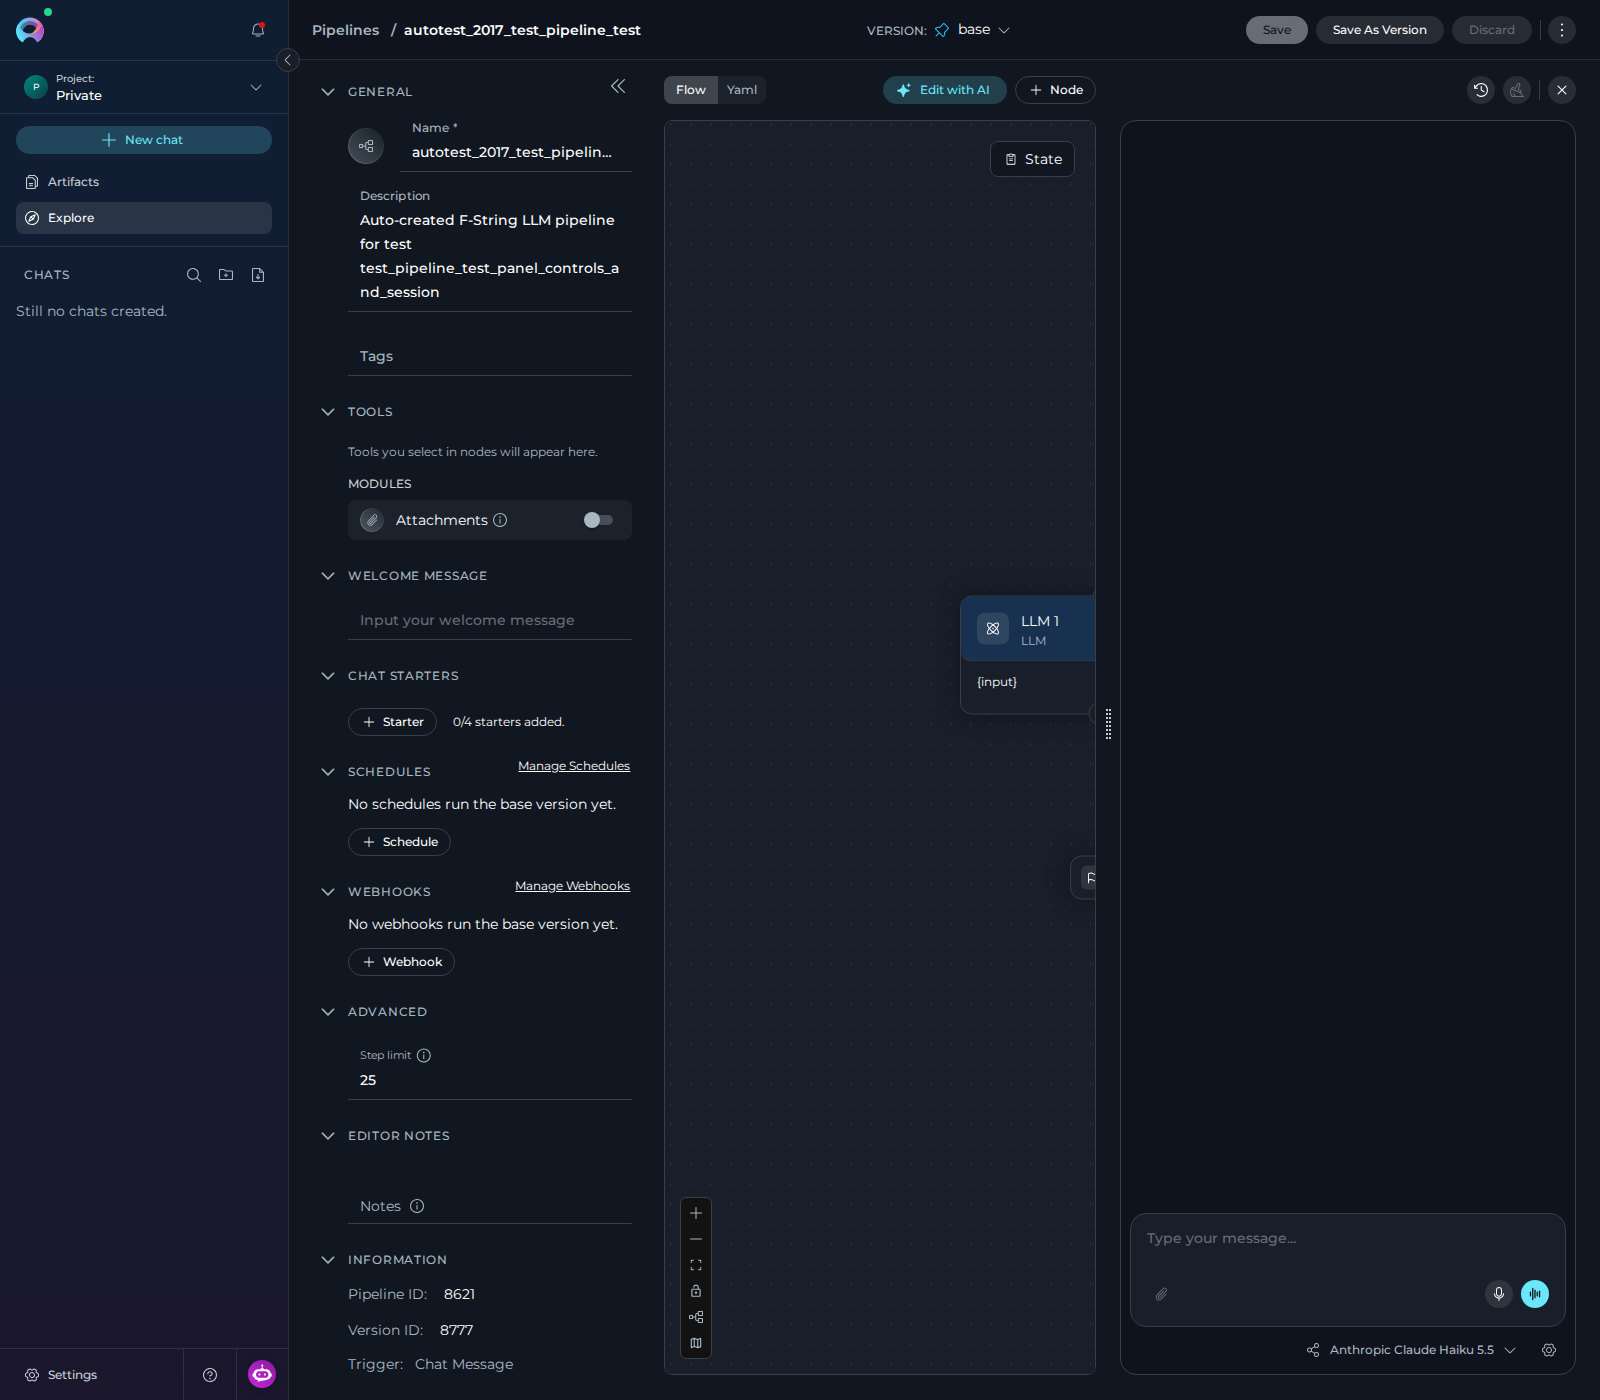 Project:
P
Private
New chat
Artifacts
Explore
CHATS
Still no chats created.
Settings
Pipelines / autotest_2017_test_pipeline_test
VERSION: base
Save
Save As Version
Discard
GENERAL
Name *
autotest_2017_test_pipelin...
Description
Auto-created F-String LLM pipeline
for test
test_pipeline_test_panel_controls_a
nd_session
Tags
TOOLS
Tools you select in nodes will appear here.
MODULES
Attachments
WELCOME MESSAGE
Input your welcome message
CHAT STARTERS
Starter
0/4 starters added.
SCHEDULES
Manage Schedules
No schedules run the base version yet.
Schedule
WEBHOOKS
Manage Webhooks
No webhooks run the base version yet.
Webhook
ADVANCED
Step limit
25
EDITOR NOTES
Notes
INFORMATION
Pipeline ID: 8621
Version ID: 8777
Trigger: Chat Message
Flow
Yaml
Edit with AI
Node
State
LLM 1
LLM
{input}
Type your message...
Anthropic Claude Haiku 5.5